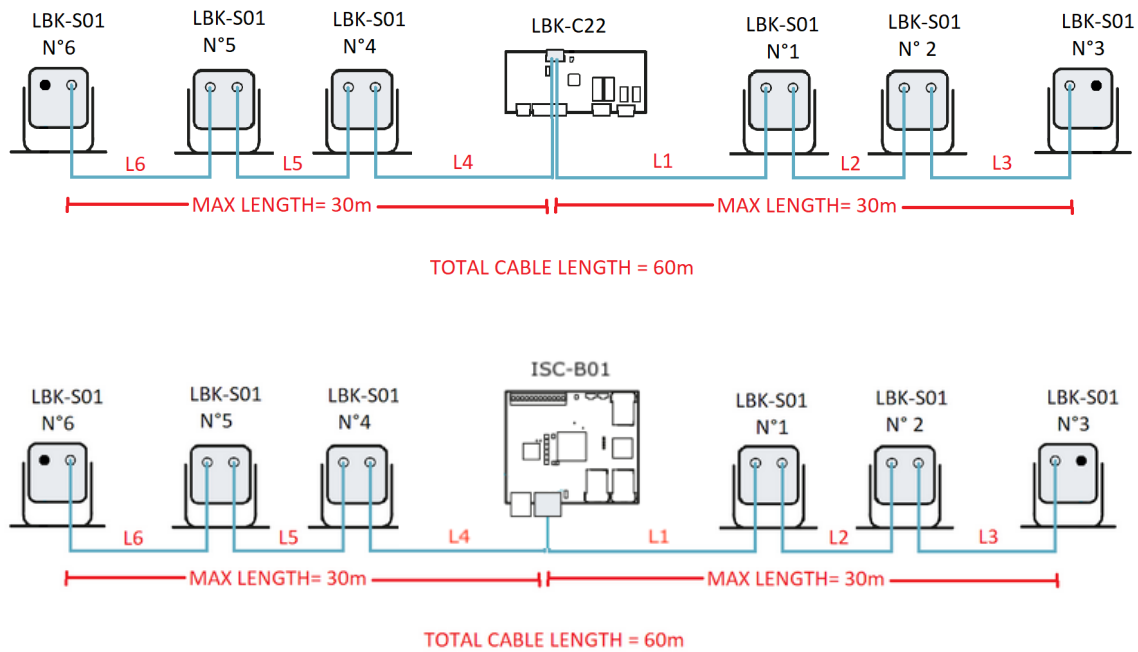 LBK-S01
N°6
LBK-S01
N°5
LBK-S01
N°4
LBK-C22
LBK-S01
N°1
LBK-S01
N° 2
LBK-S01
N°3
L6
L5
L4
L1
L2
L3
MAX LENGTH= 30m
MAX LENGTH= 30m
TOTAL CABLE LENGTH = 60m
ISC-B01
LBK-S01
N°6
LBK-S01
N°5
LBK-S01
N°4
LBK-S01
N°1
LBK-S01
N° 2
LBK-S01
N°3
L6
L5
L4
L1
L2
L3
MAX LENGTH= 30m
MAX LENGTH= 30m
TOTAL CABLE LENGTH = 60m